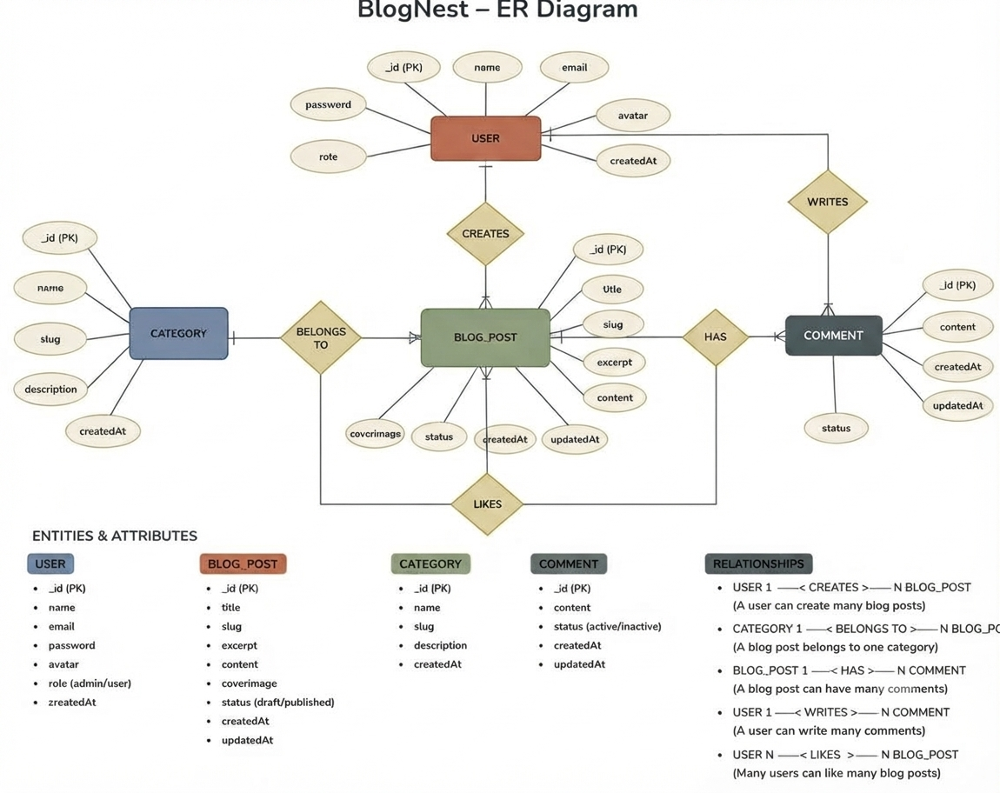 BlogNest – ER Diagram
_id (PK)
name
email
passwerd
avatar
USER
rote
createdAt
WRITES
CREATES
_id (PK)
name
slug
description
createdAt
CATEGORY
BELONGS
TO
BLOG_POST
_id (PK)
title
siug
excerpt
content
covcrimags
status
createdAt
updatedAt
HAS
COMMENT
_id (PK)
content
createdAt
updatedAt
status
LIKES
ENTITIES & ATTRIBUTES
USER
• _id (PK)
• name
• email
• password
• avatar
• role (admin/user)
• zreatedAt
BLOG_POST
• _id (PK)
• title
• slug
• excerpt
• content
• coverimage
• status (draft/published)
• createdAt
• updatedAt
CATEGORY
• _id (PK)
• name
• slug
• description
• createdAt
COMMENT
• _id (PK)
• content
• status (active/inactive)
• createdAt
• updatedAt
RELATIONSHIPS
• USER 1 ——< CREATES >—— N BLOG_POST
(A user can create many biog posts)
• CATEGORY 1 ——< BELONGS TO >—— N BLOG_PO
(A blog post belongs to one category)
• BLOG_POST 1 ——< HAS >—— N COMMENT
(A blog post can have many comments)
• USER 1 ——< WRITES >—— N COMMENT
(A user can write many comments)
• USER N ——< LIKES >—— N BLOG_POST
(Many users can like many blog posts)